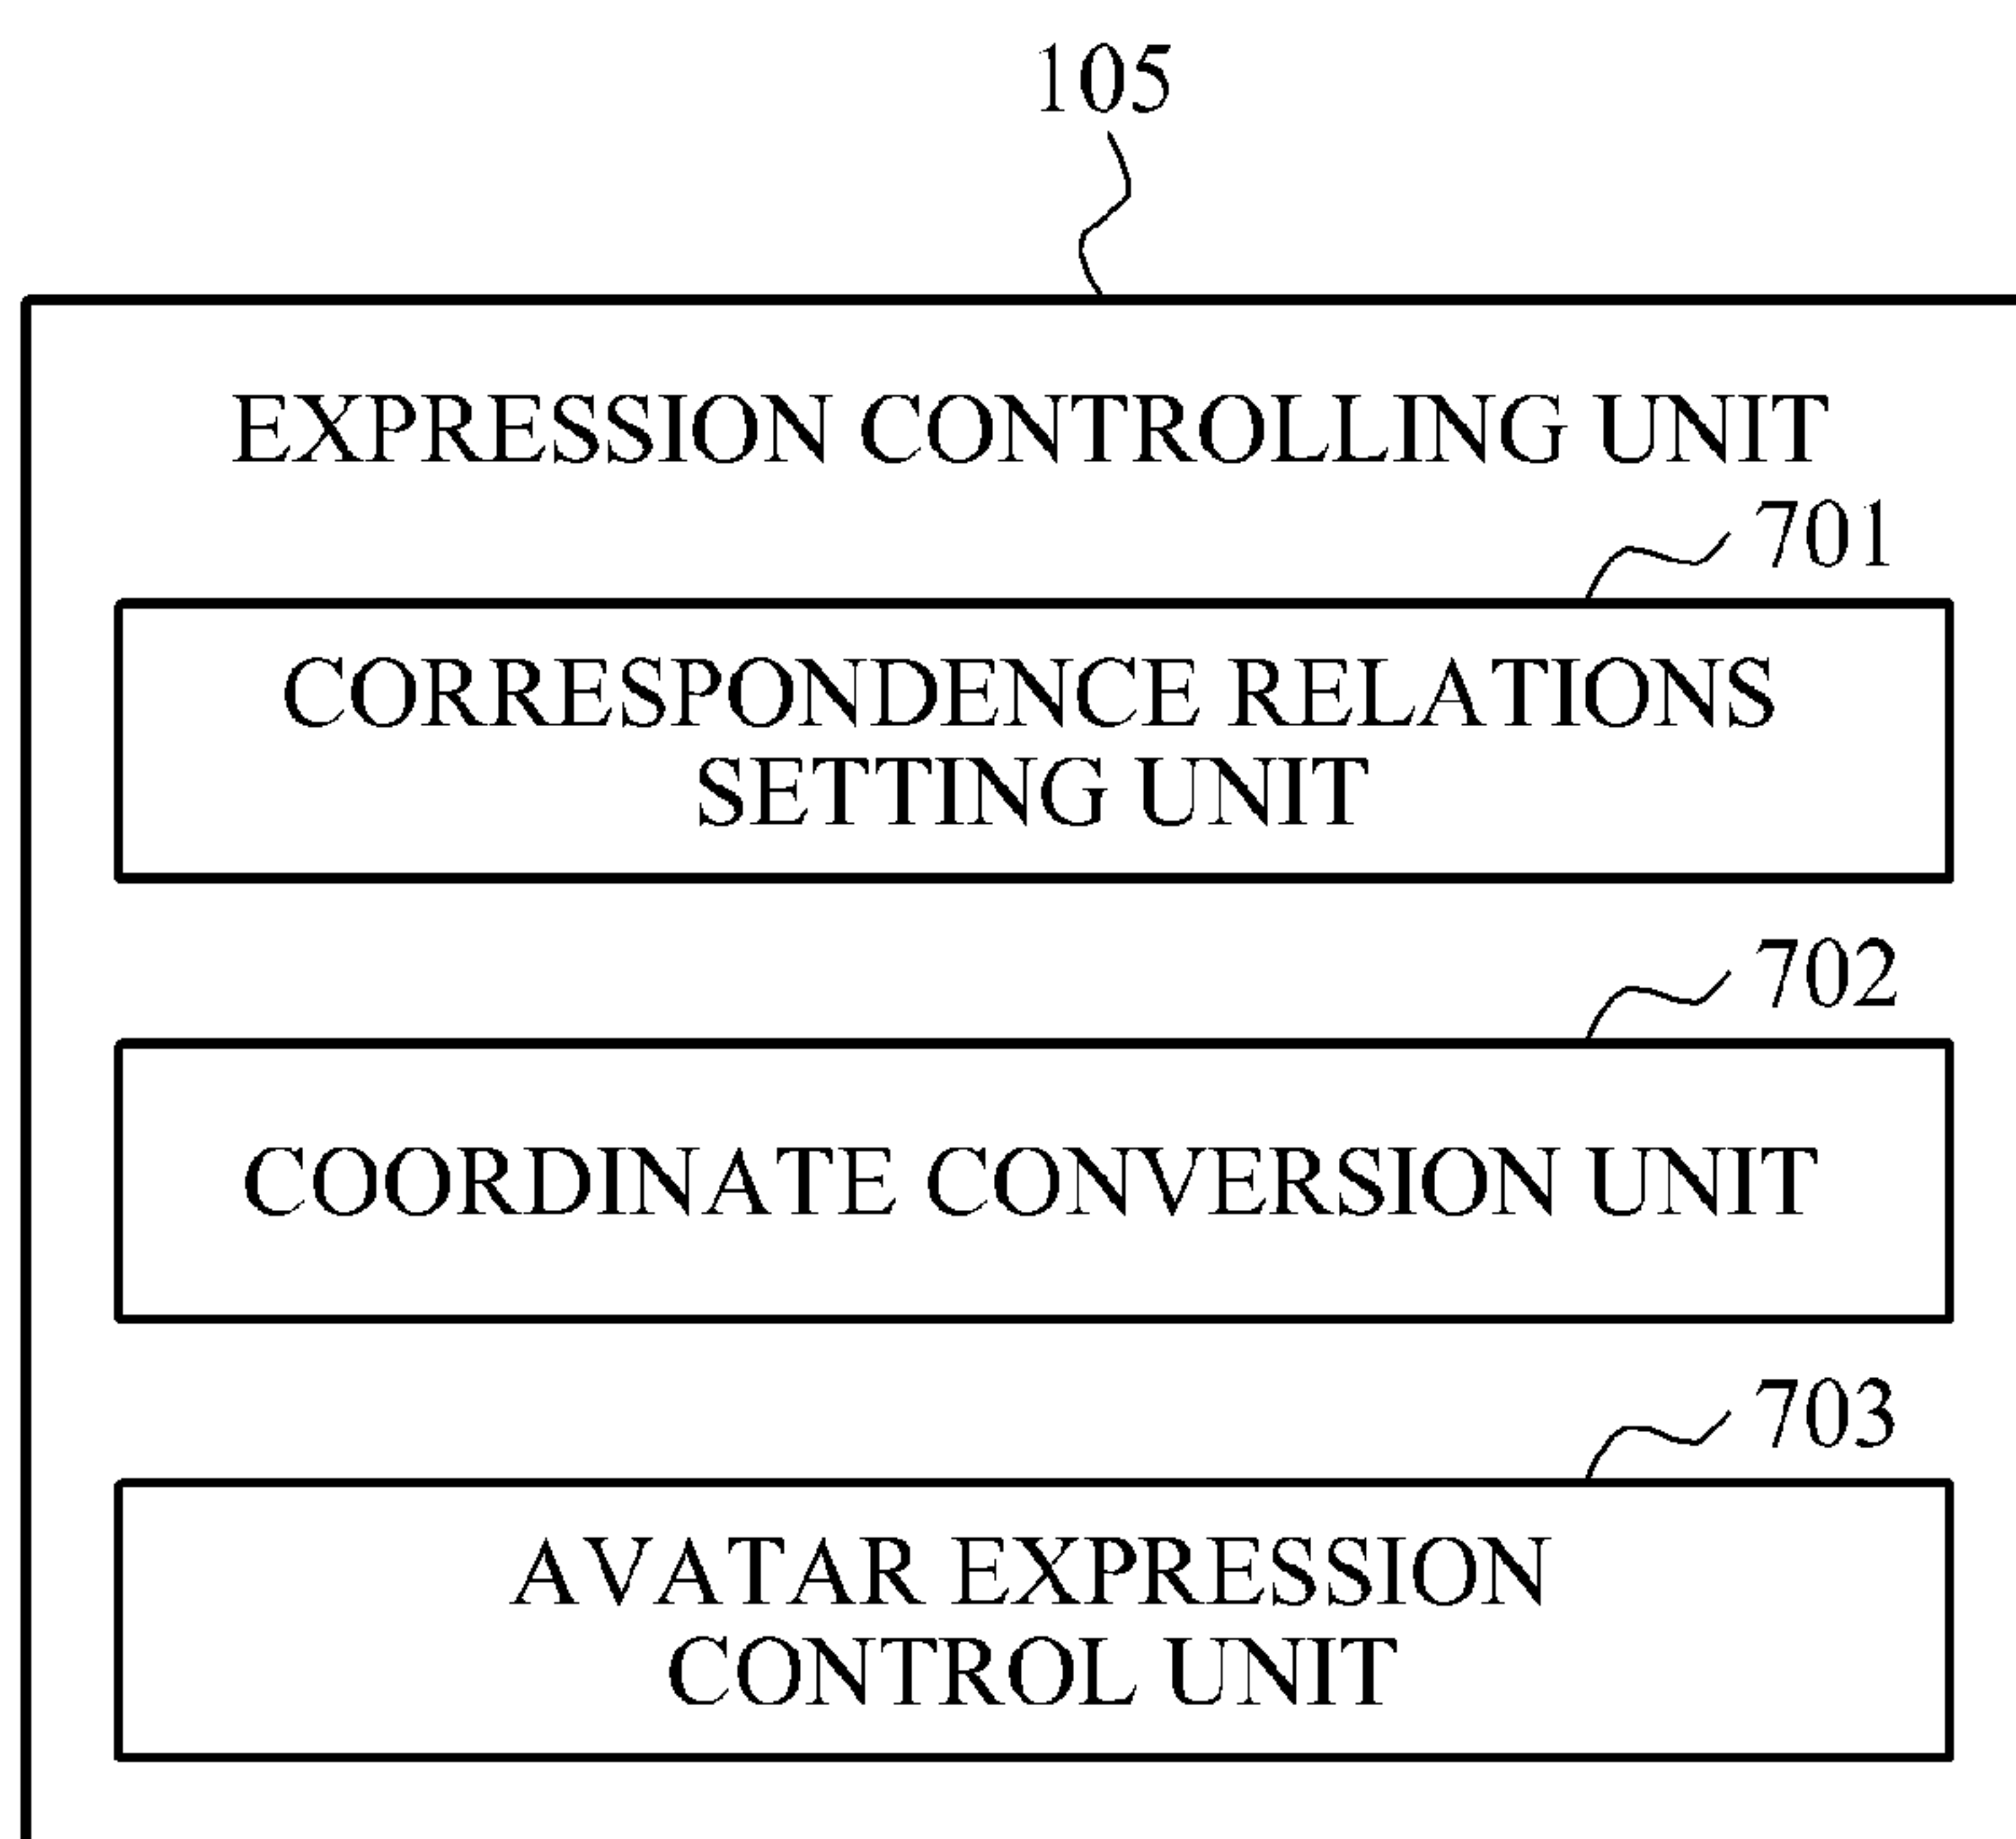 105
EXPRESSION CONTROLLING UNIT
701
CORRESPONDENCE RELATIONS
SETTING UNIT
702
COORDINATE CONVERSION UNIT
703
AVATAR EXPRESSION
CONTROL UNIT